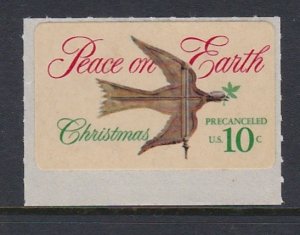 Peace on Earth
Christmas
PRECANCELED
U.S. 10c